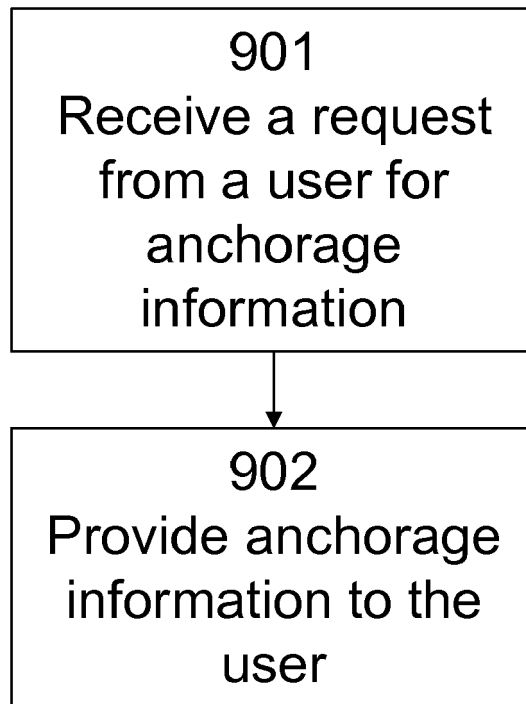 901
Receive a request
from a user for
anchorage
information
902
Provide anchorage
information to the
user